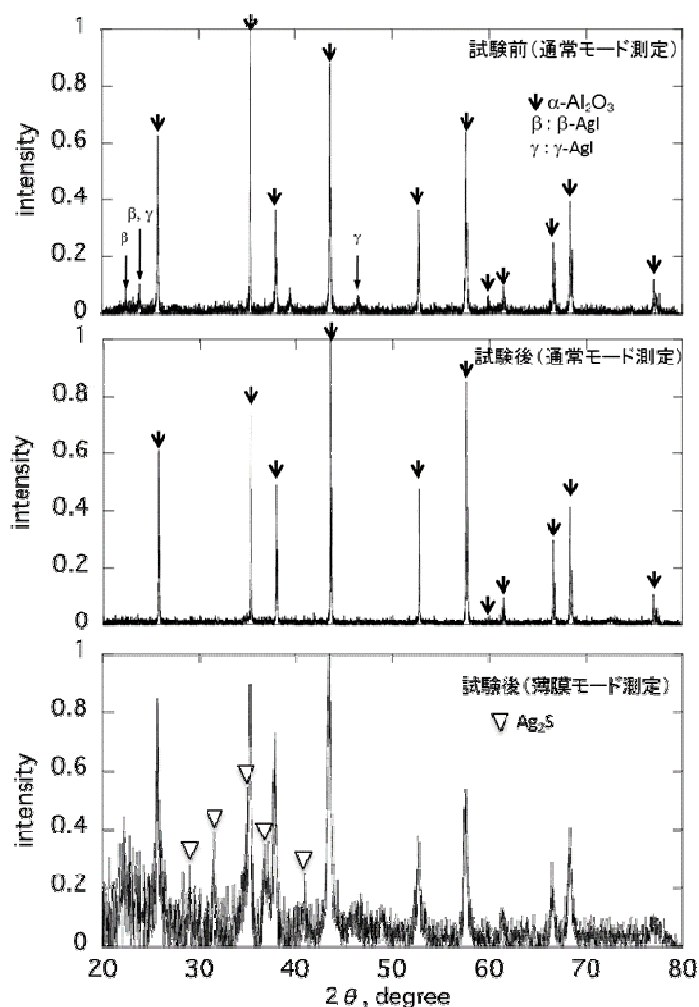 1
0.8
0.6
0.4
0.2
0
intensity
試験前(通常モード測定)
α-Al₂O₃
β : β-AgI
γ : γ-AgI
β
β, γ
γ
1
0.8
0.6
0.4
0.2
0
intensity
試験後(通常モード測定)
1
0.8
0.6
0.4
0.2
0
intensity
試験後(薄膜モード測定)
Ag₂S
20 30 40 50 60 70 80
2θ, degree